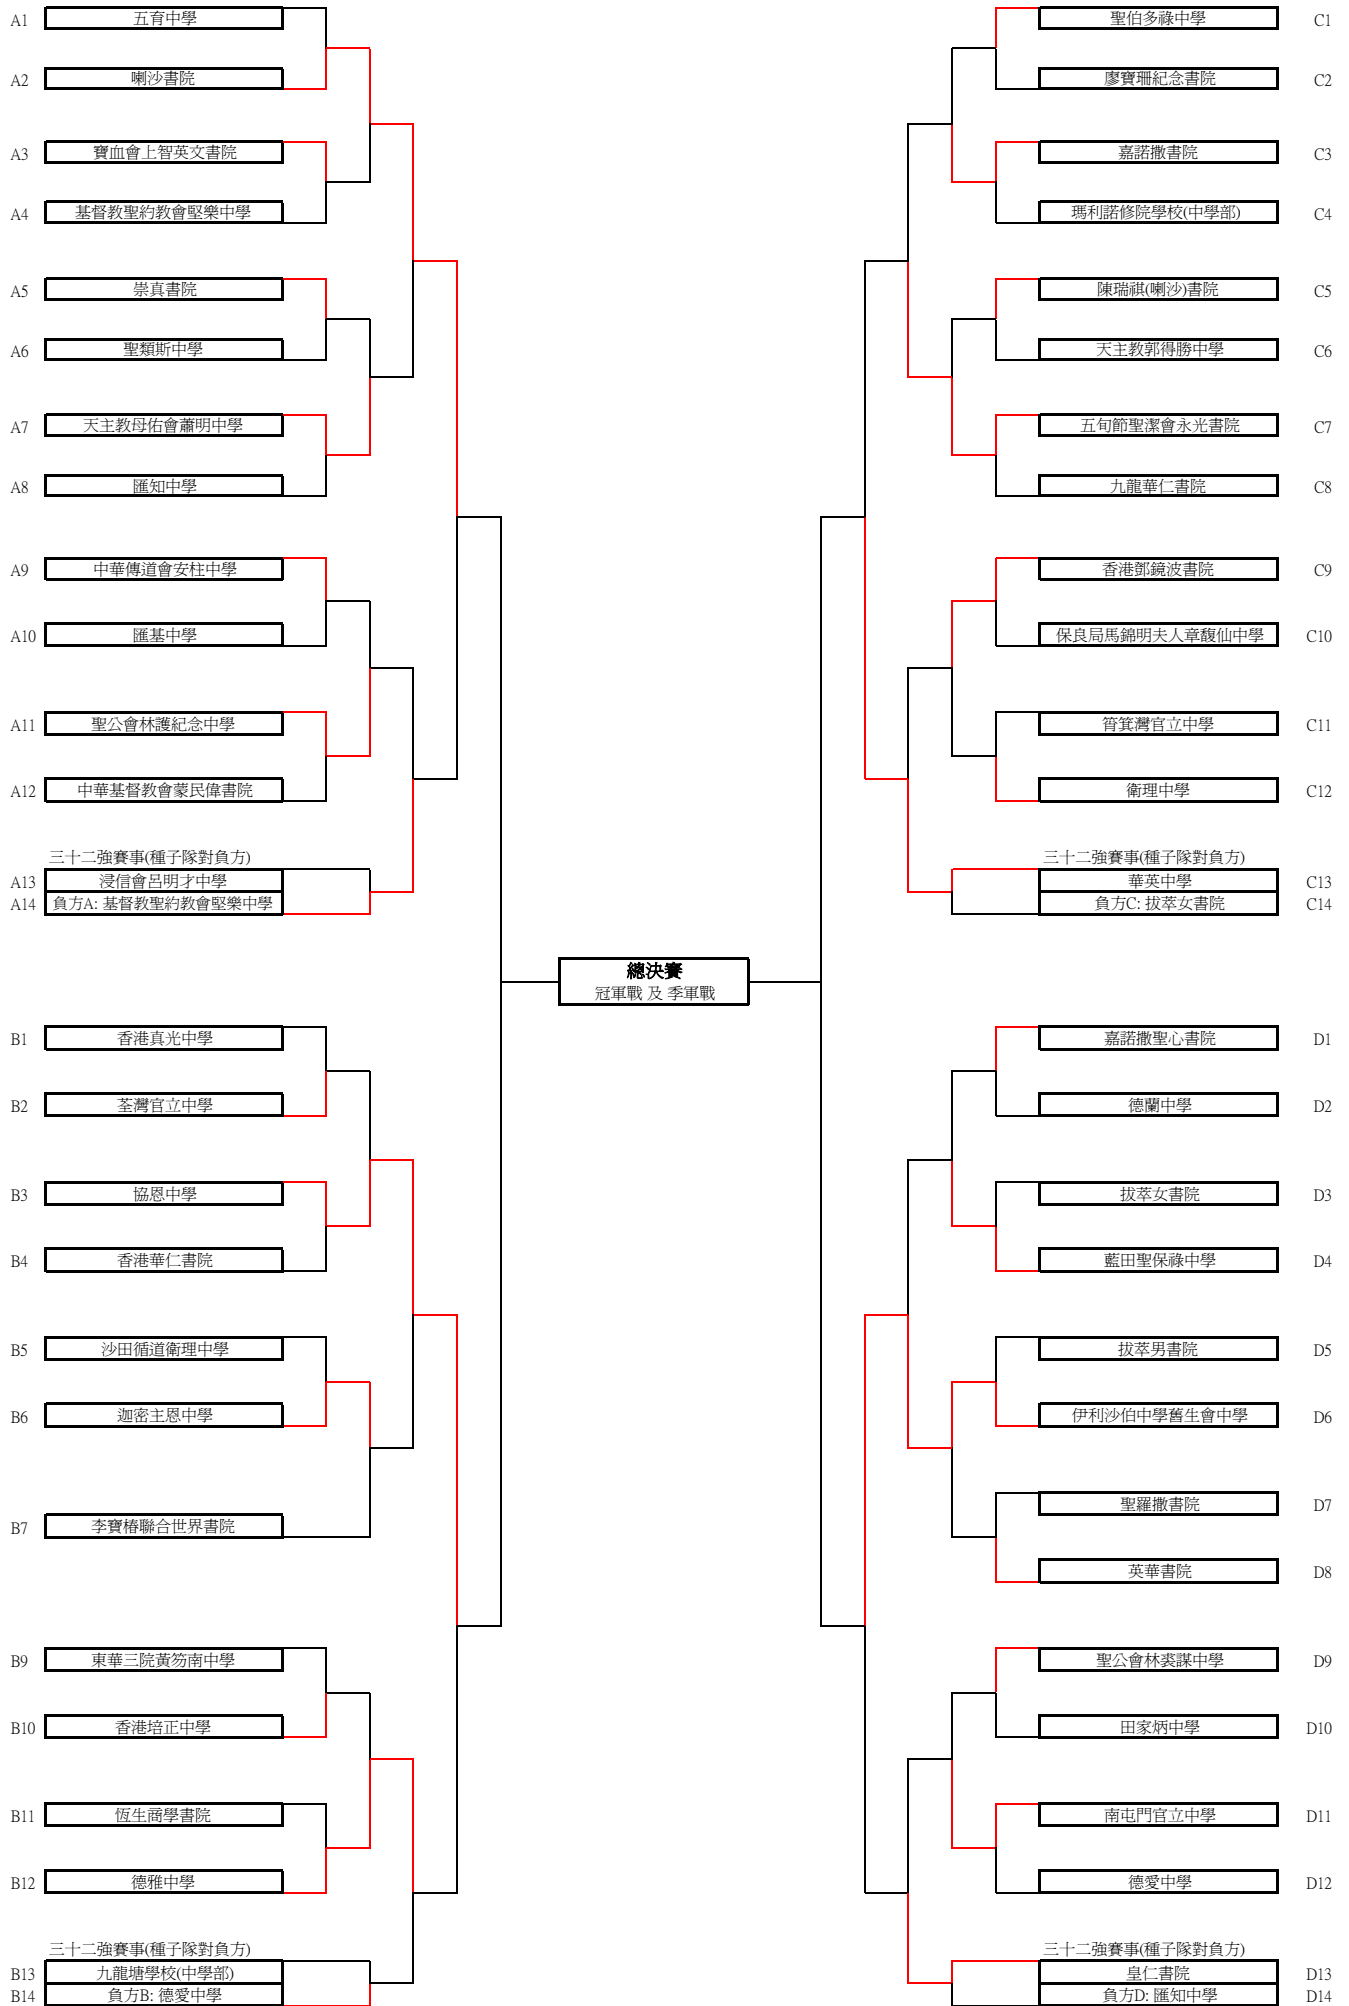 A1 五育中學
A2 喇沙書院
A3 寶血會上智英文書院
A4 基督教聖約教會堅樂中學
A5 崇真書院
A6 聖類斯中學
A7 天主教母佑會蕭明中學
A8 匯知中學
A9 中華傳道會安柱中學
A10 匯基中學
A11 聖公會林護紀念中學
A12 中華基督教會蒙民偉書院
三十二強賽事(種子隊對負方)
A13 浸信會呂明才中學
A14 負方A: 基督教聖約教會堅樂中學
聖伯多祿中學 C1
廖寶珊紀念書院 C2
嘉諾撒書院 C3
瑪利諾修院學校(中學部) C4
陳瑞祺(喇沙)書院 C5
天主教郭得勝中學 C6
五旬節聖潔會永光書院 C7
九龍華仁書院 C8
香港鄧鏡波書院 C9
保良局馬錦明夫人章馥仙中學 C10
筲箕灣官立中學 C11
衛理中學 C12
三十二強賽事(種子隊對負方)
華英中學 C13
負方C: 拔萃女書院 C14
總決賽
冠軍戰 及 季軍戰
B1 香港真光中學
B2 荃灣官立中學
B3 協恩中學
B4 香港華仁書院
B5 沙田循道衛理中學
B6 迦密主恩中學
B7 李寶椿聯合世界書院
B9 東華三院黃笏南中學
B10 香港培正中學
B11 恆生商學書院
B12 德雅中學
三十二強賽事(種子隊對負方)
B13 九龍塘學校(中學部)
B14 負方B: 德愛中學
嘉諾撒聖心書院 D1
德蘭中學 D2
拔萃女書院 D3
藍田聖保祿中學 D4
拔萃男書院 D5
伊利沙伯中學舊生會中學 D6
聖羅撒書院 D7
英華書院 D8
聖公會林裘謀中學 D9
田家炳中學 D10
南屯門官立中學 D11
德愛中學 D12
三十二強賽事(種子隊對負方)
皇仁書院 D13
負方D: 匯知中學 D14